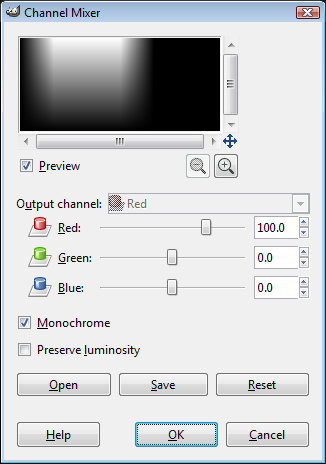 Channel Mixer
Preview
Output channel: Red
Red: 100.0
Green: 0.0
Blue: 0.0
Monochrome
Preserve luminosity
Open Save Reset
Help OK Cancel